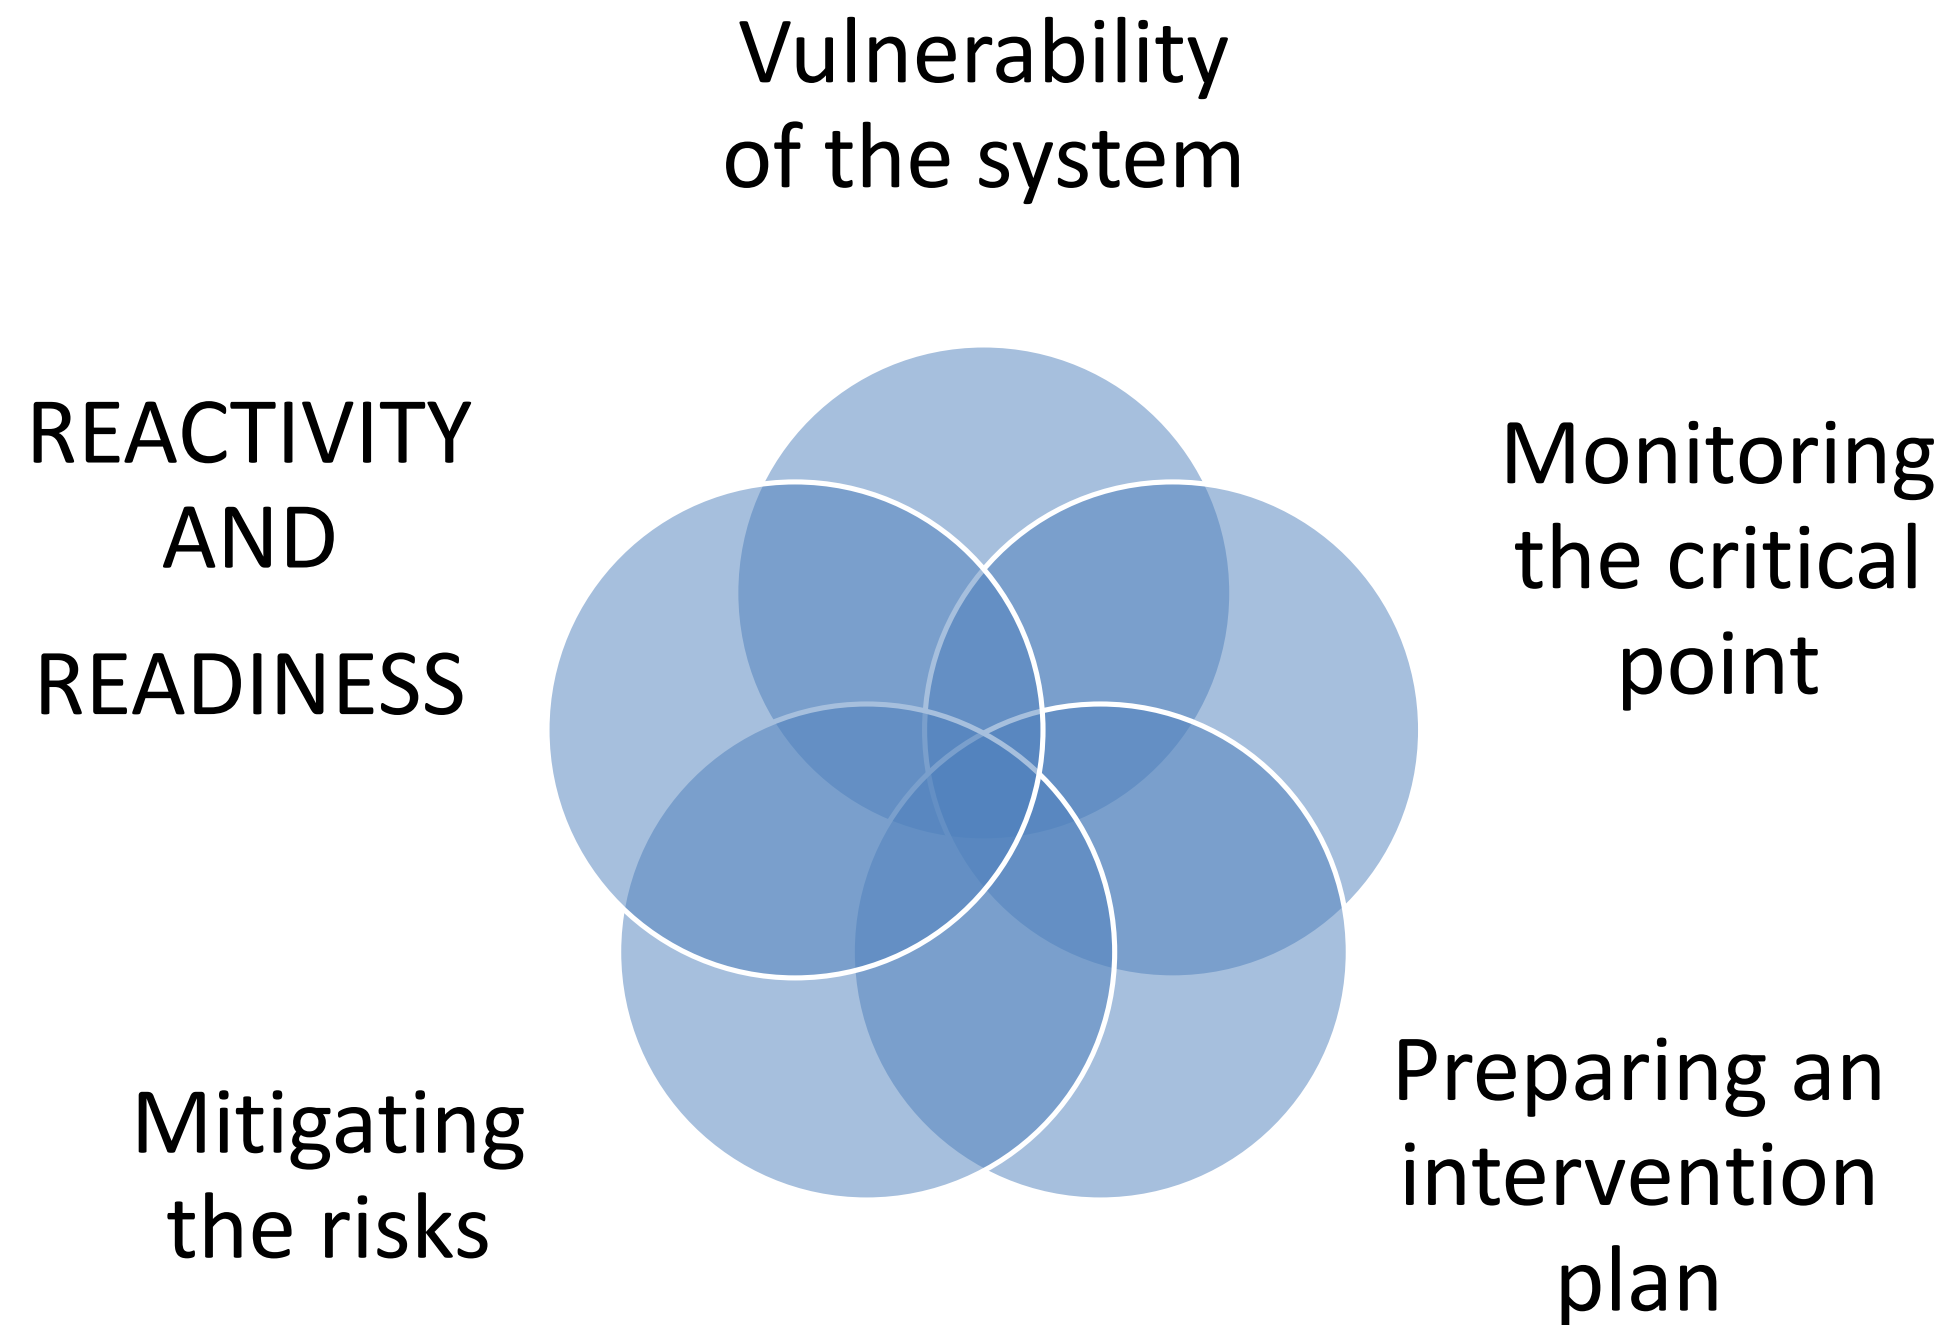 Vulnerability
of the system
REACTIVITY
AND
READINESS
Monitoring
the critical
point
Mitigating
the risks
Preparing an
intervention
plan